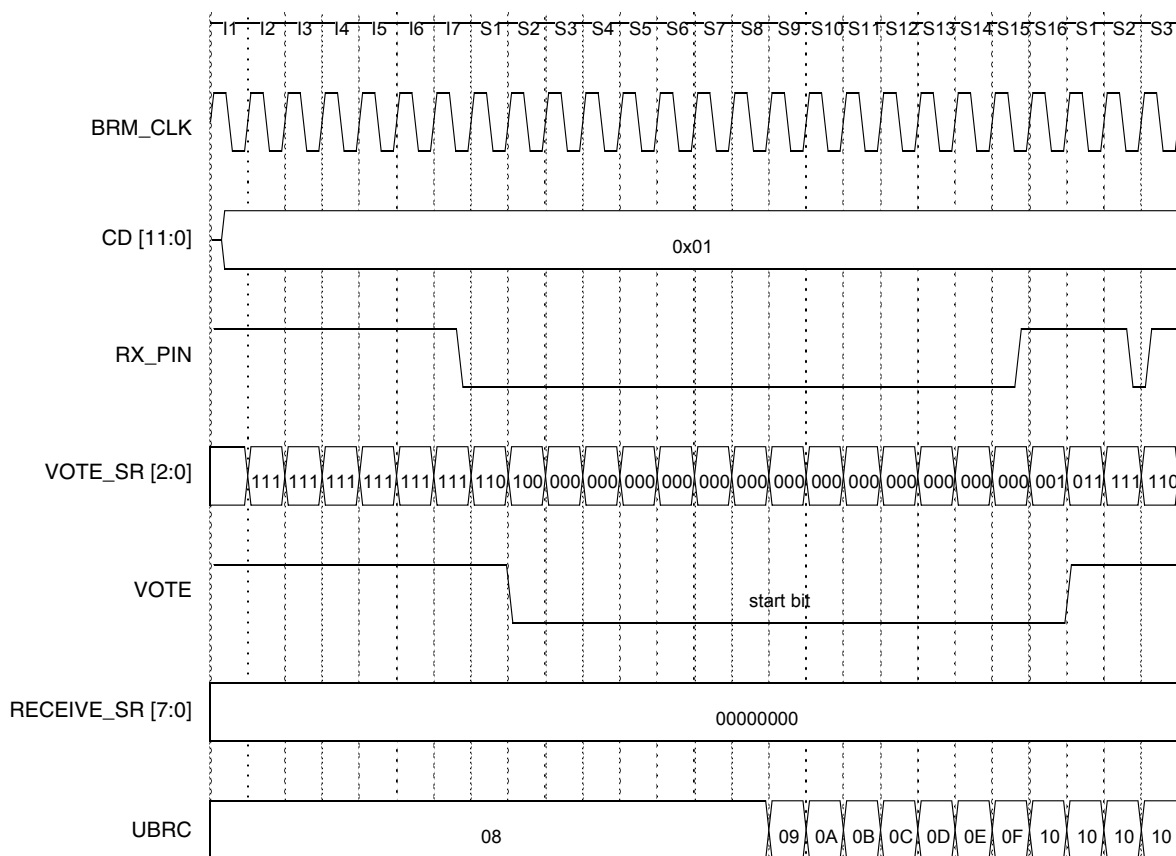 I1 I2 I3 I4 I5 I6 I7 S1 S2 S3 S4 S5 S6 S7 S8 S9 S10 S11 S12 S13 S14 S15 S16 S1 S2 S3
BRM_CLK
CD [11:0] 0x01
RX_PIN
VOTE_SR [2:0] 111 111 111 111 111 111 110 100 000 000 000 000 000 000 000 000 000 000 000 000 000 001 011 111 110
VOTE start bit
RECEIVE_SR [7:0] 00000000
UBRC 08 09 0A 0B 0C 0D 0E 0F 10 10 10 10